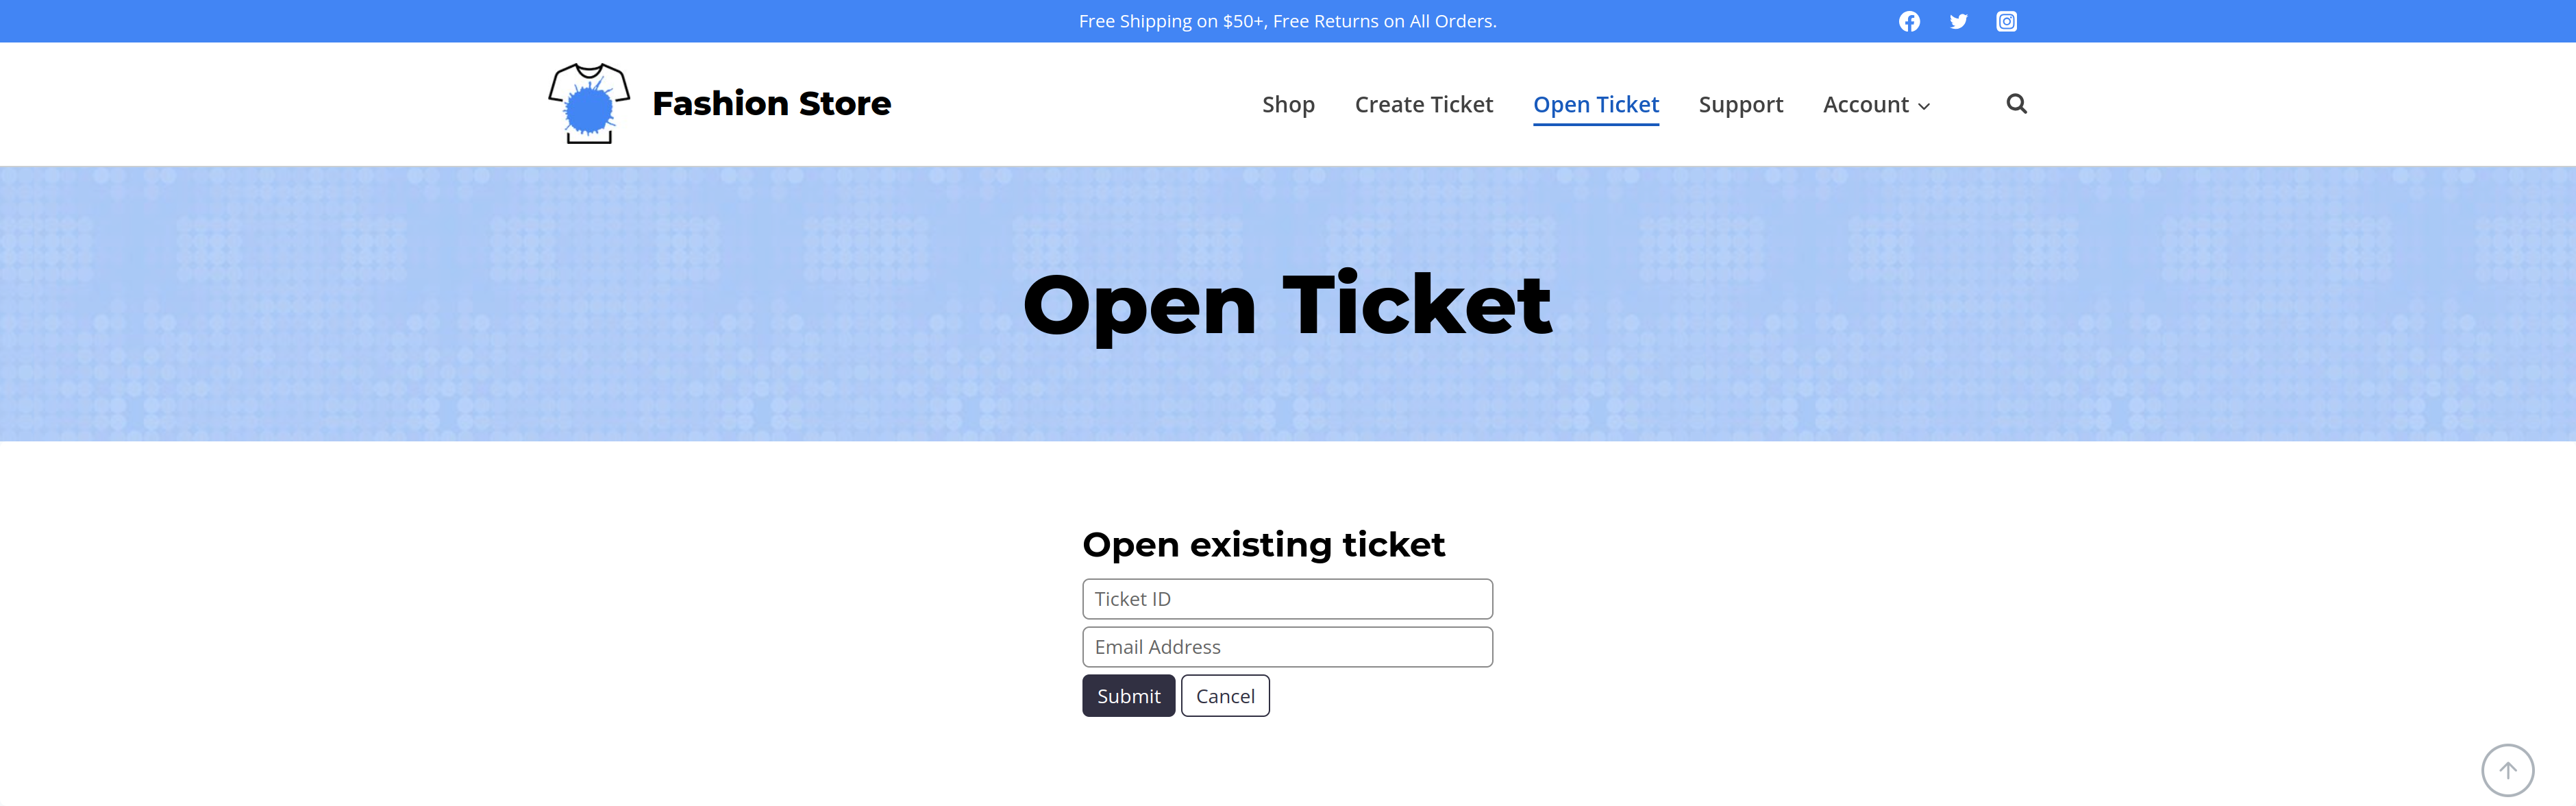 Free Shipping on $50+, Free Returns on All Orders.
Fashion Store
Shop Create Ticket Open Ticket Support Account
Open Ticket
Open existing ticket
Ticket ID
Email Address
Submit Cancel